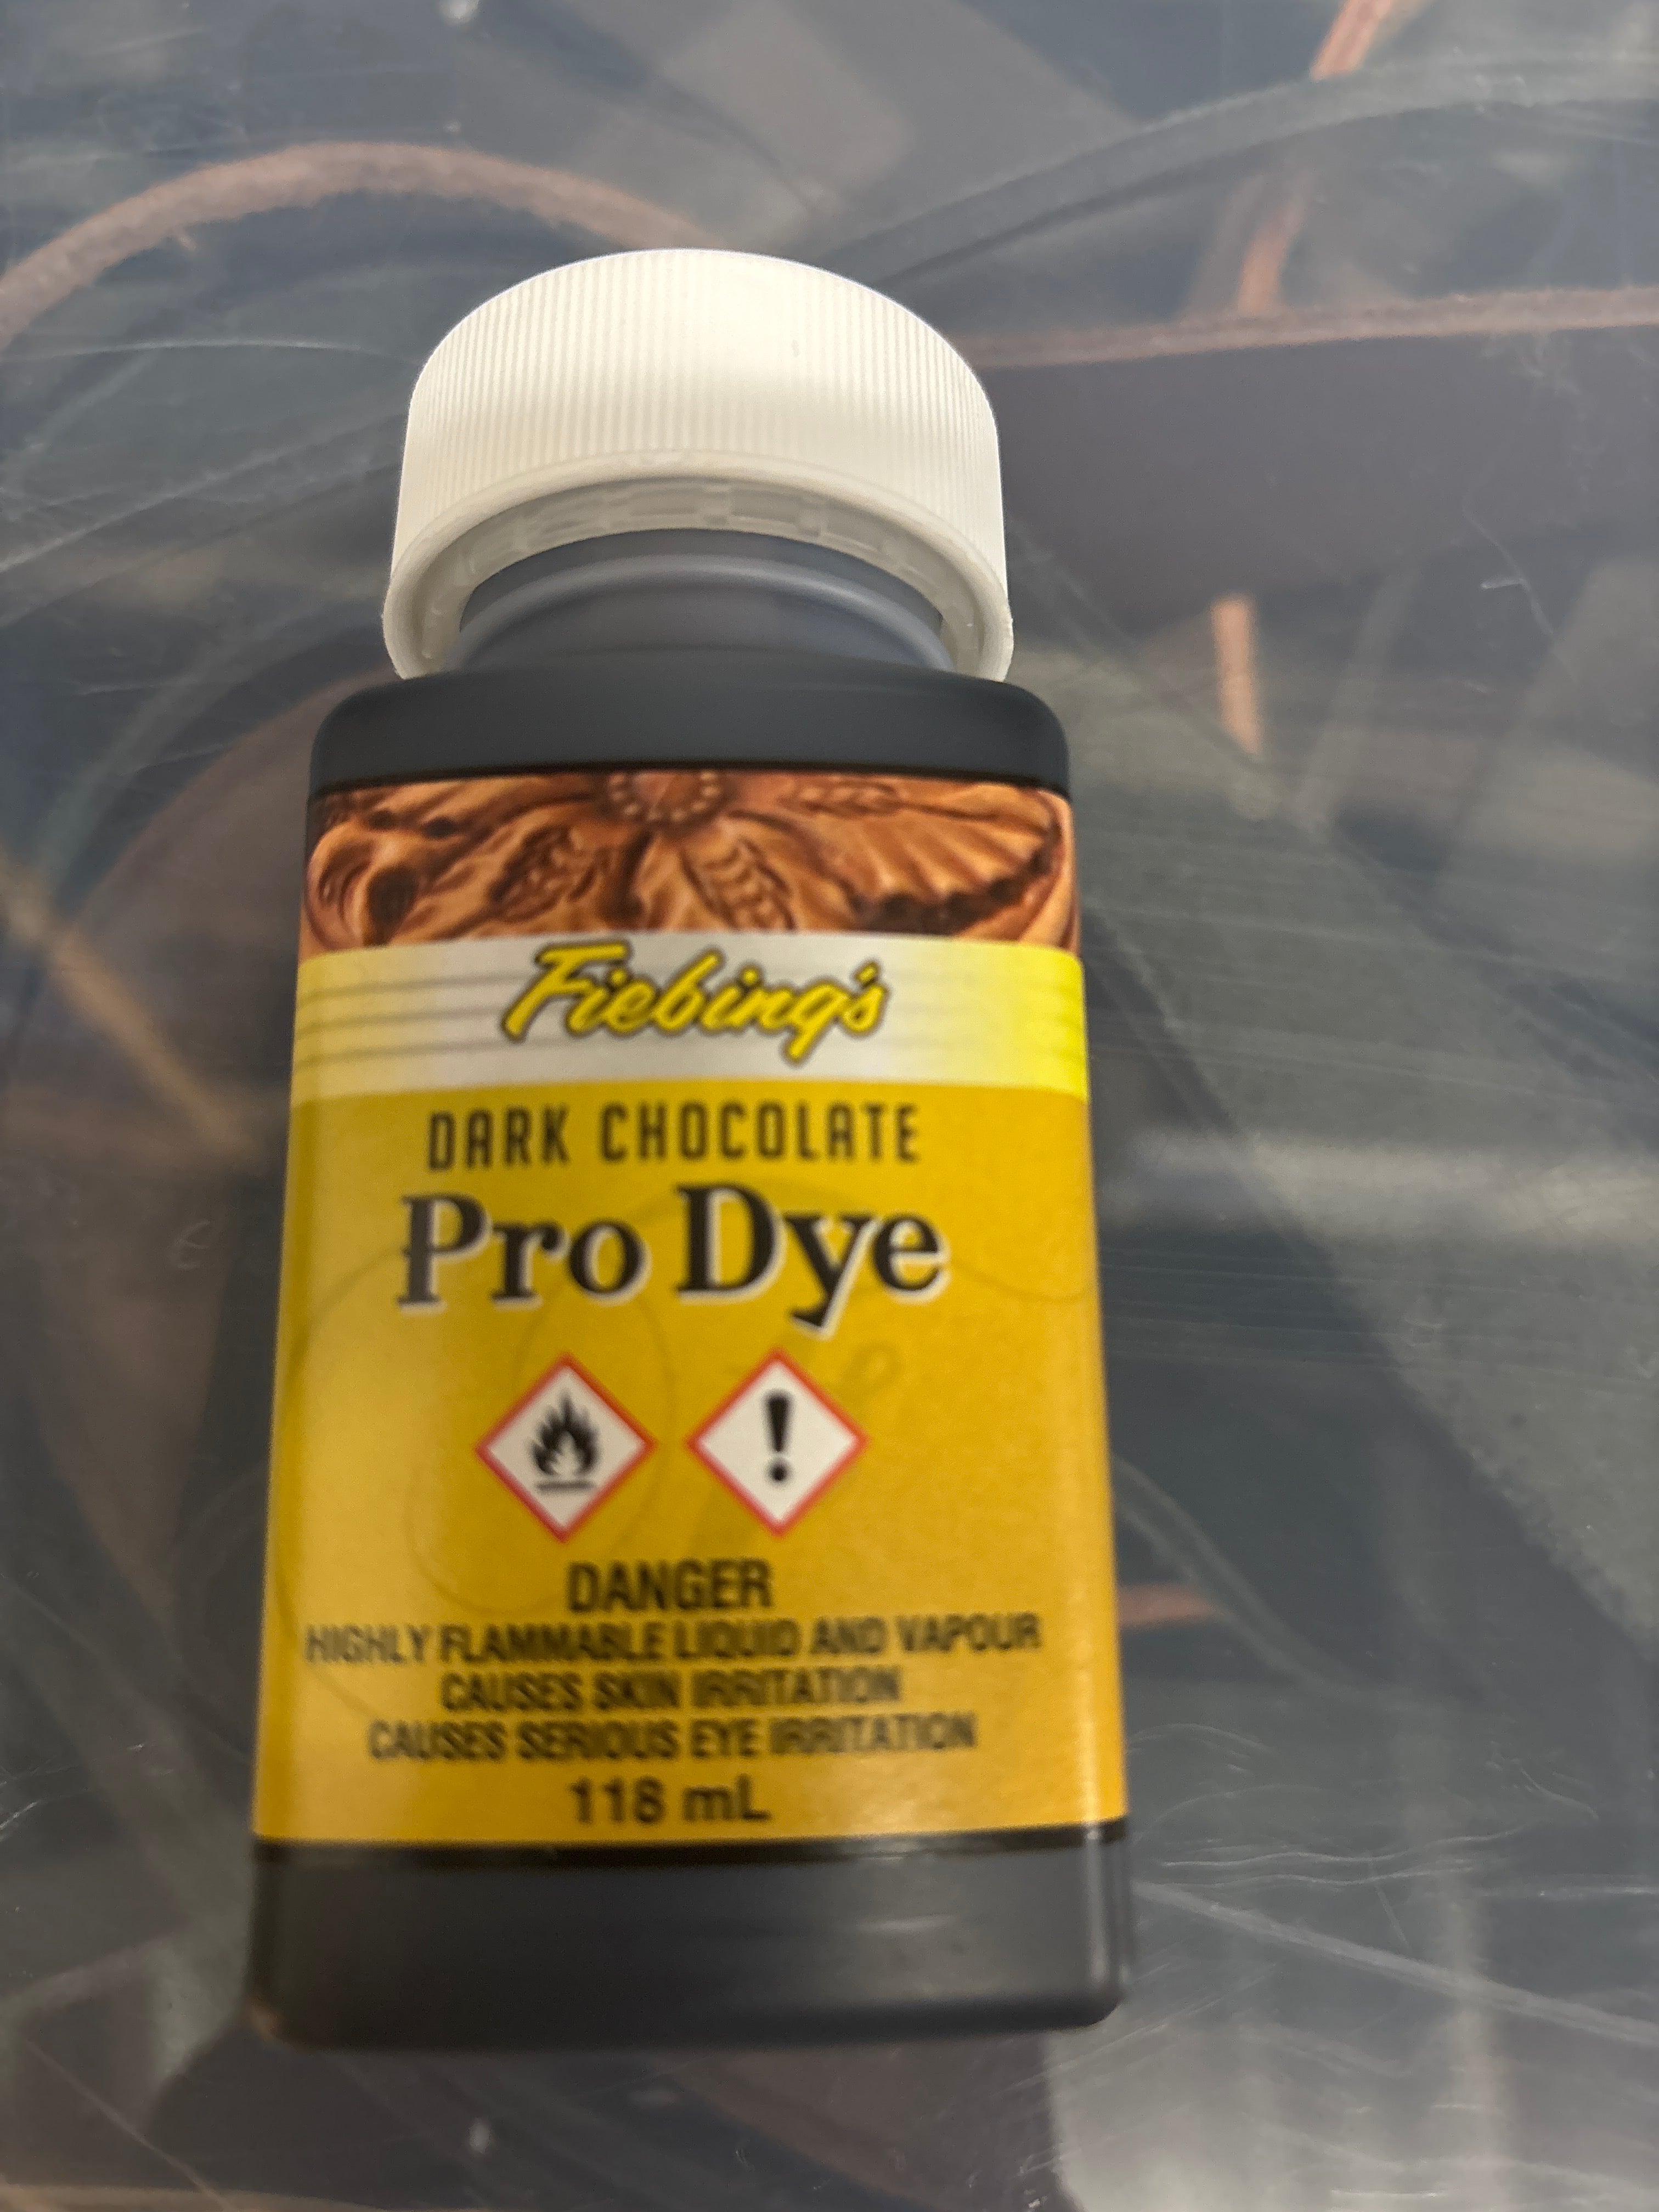 Fiebing's
DARK CHOCOLATE
Pro Dye
DANGER
HIGHLY FLAMMABLE LIQUID AND VAPOUR
CAUSES SKIN IRRITATION
CAUSES SERIOUS EYE IRRITATION
118 mL